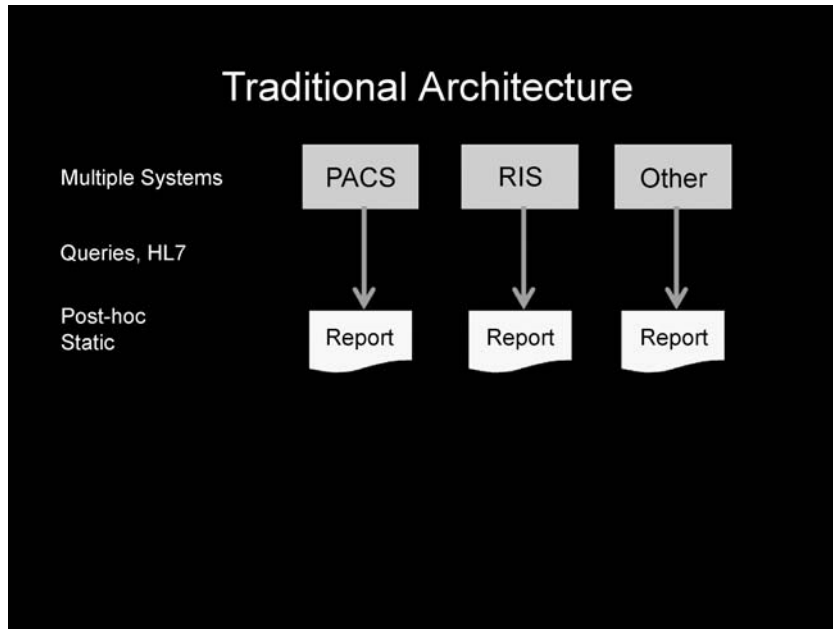 Traditional Architecture
Multiple Systems
PACS
RIS
Other
Queries, HL7
Post-hoc
Static
Report
Report
Report